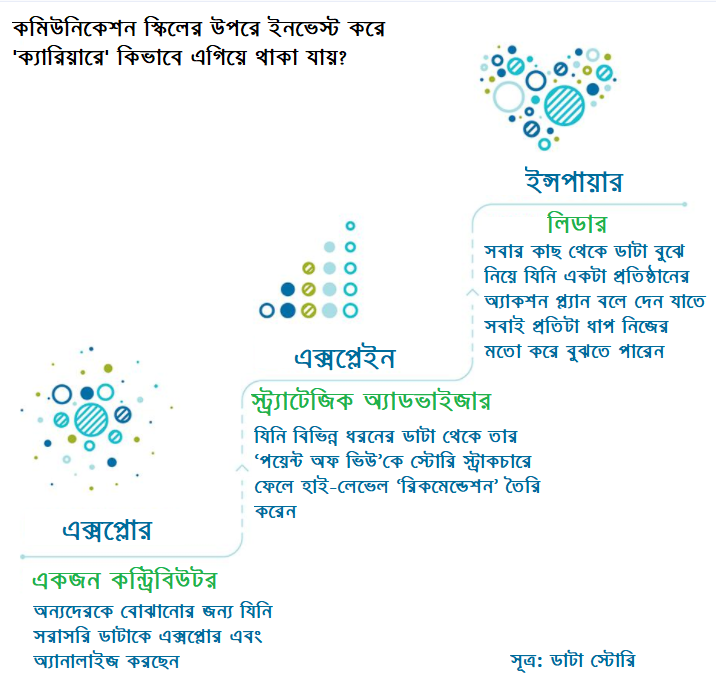 কমিউনিকেশন স্কিলের উপরে ইনভেস্ট করে
'ক্যারিয়ারে' কিভাবে এগিয়ে থাকা যায়?
ইন্সপায়ার
লিডার
সবার কাছ থেকে ডাটা বুঝে
নিয়ে যিনি একটা প্রতিষ্ঠানের
অ্যাকশন প্ল্যান বলে দেন যাতে
সবাই প্রতিটা ধাপ নিজের
মতো করে বুঝতে পারেন
এক্সপ্লেইন
স্ট্র্যাটেজিক অ্যাডভাইজার
যিনি বিভিন্ন ধরনের ডাটা থেকে তার
‘পয়েন্ট অফ ভিউ’কে স্টোরি স্ট্রাকচারে
ফেলে হাই-লেভেল ‘রিকমেন্ডেশন’ তৈরি
করেন
এক্সপ্লোর
একজন কন্ট্রিবিউটর
অন্যদেরকে বোঝানোর জন্য যিনি
সরাসরি ডাটাকে এক্সপ্লোর এবং
অ্যানালাইজ করছেন
সূত্র: ডাটা স্টোরি